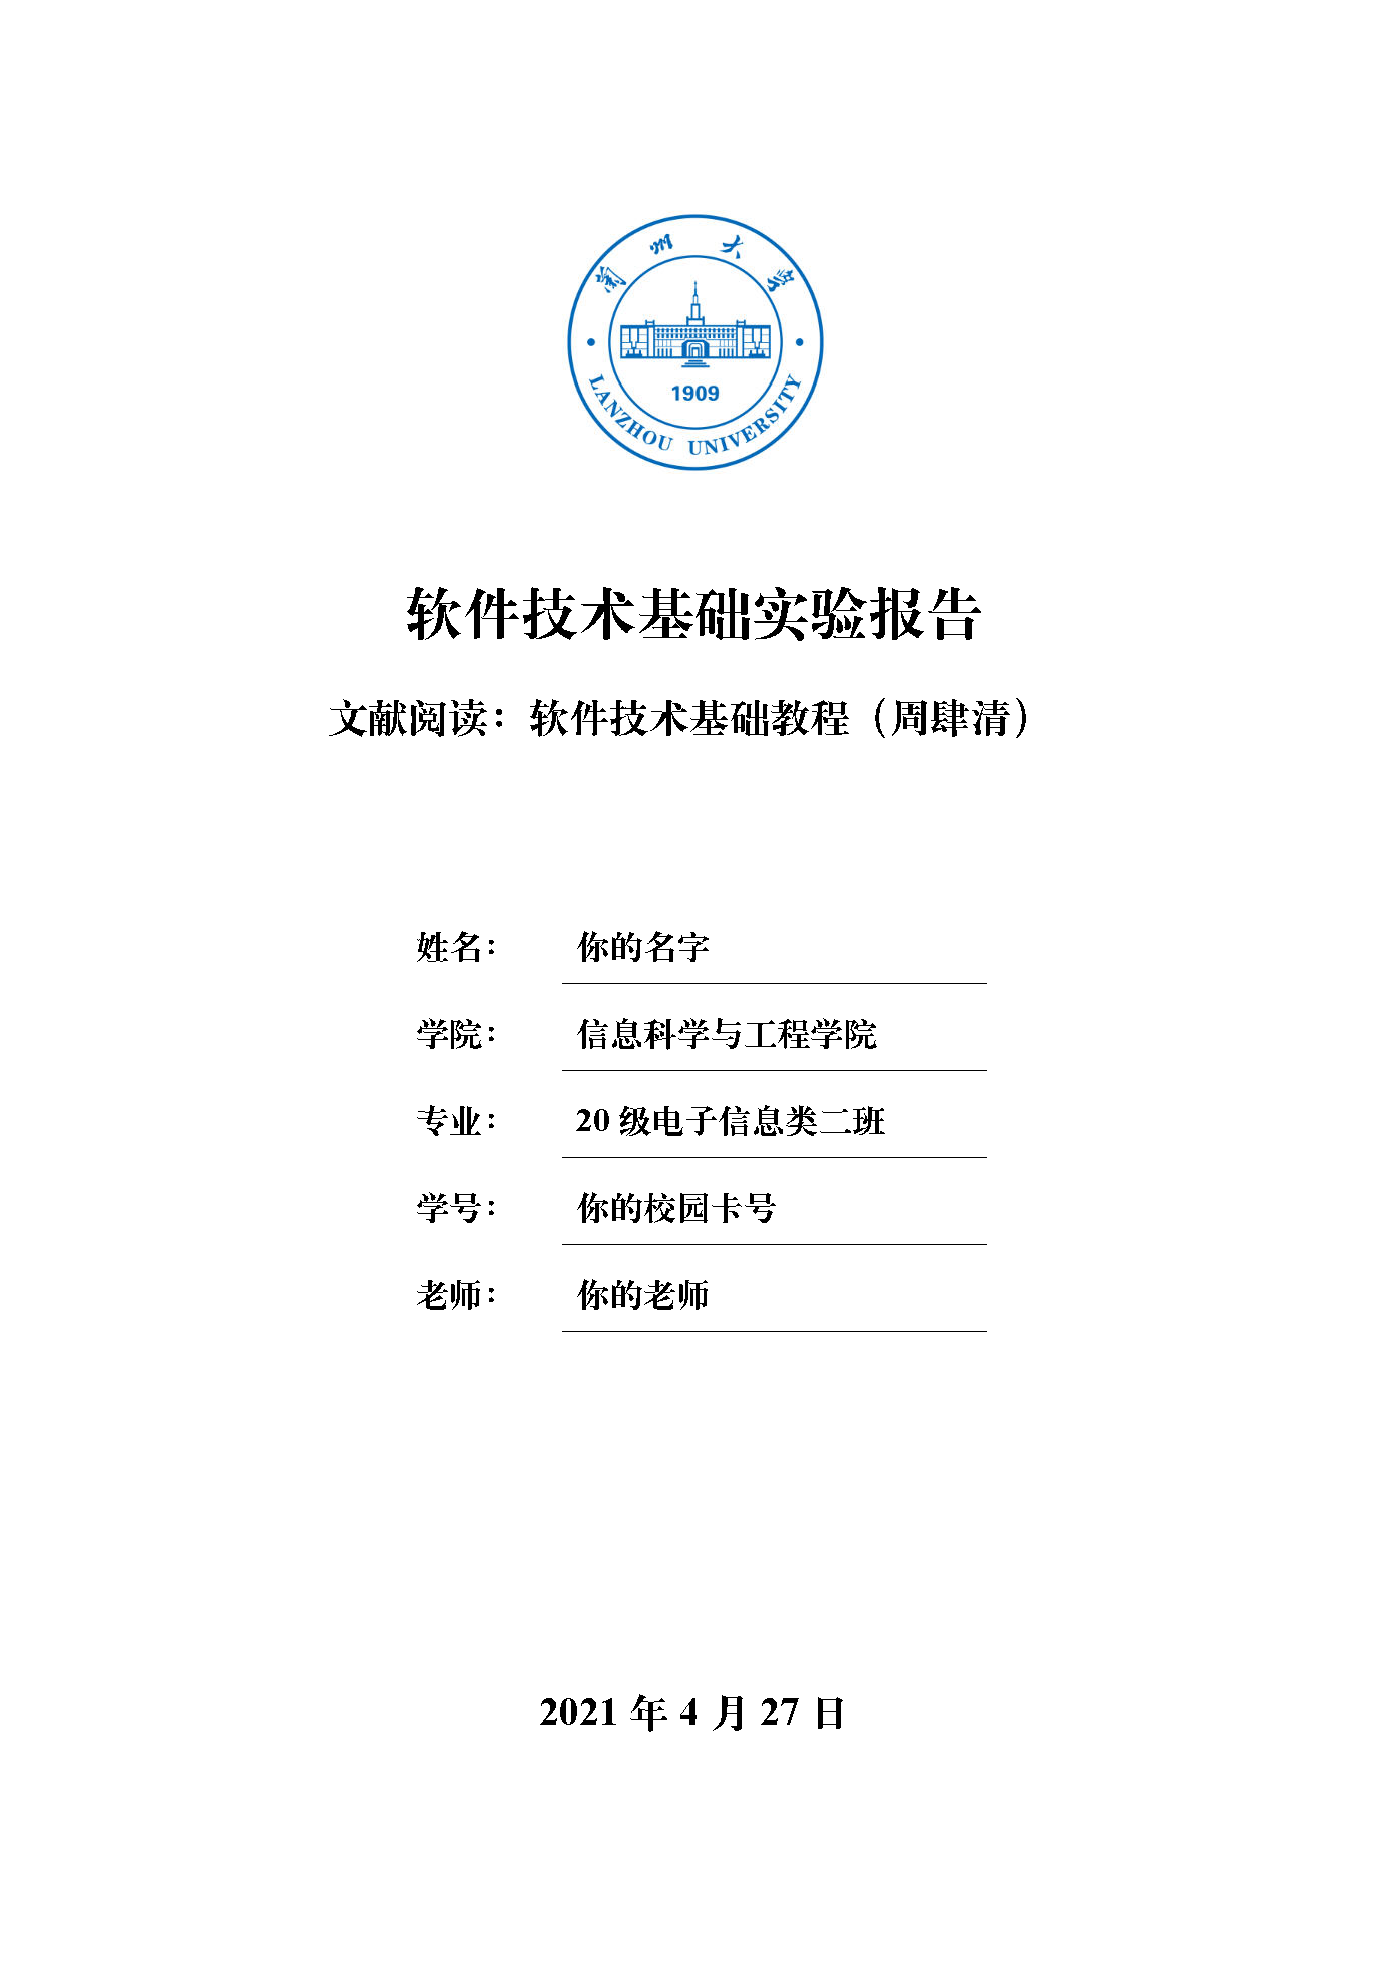 兰州大学
1909
LANZHOU UNIVERSITY
软件技术基础实验报告
文献阅读：软件技术基础教程（周肆清）
姓名： 你的名字
学院： 信息科学与工程学院
专业： 20 级电子信息类二班
学号： 你的校园卡号
老师： 你的老师
2021 年 4 月 27 日